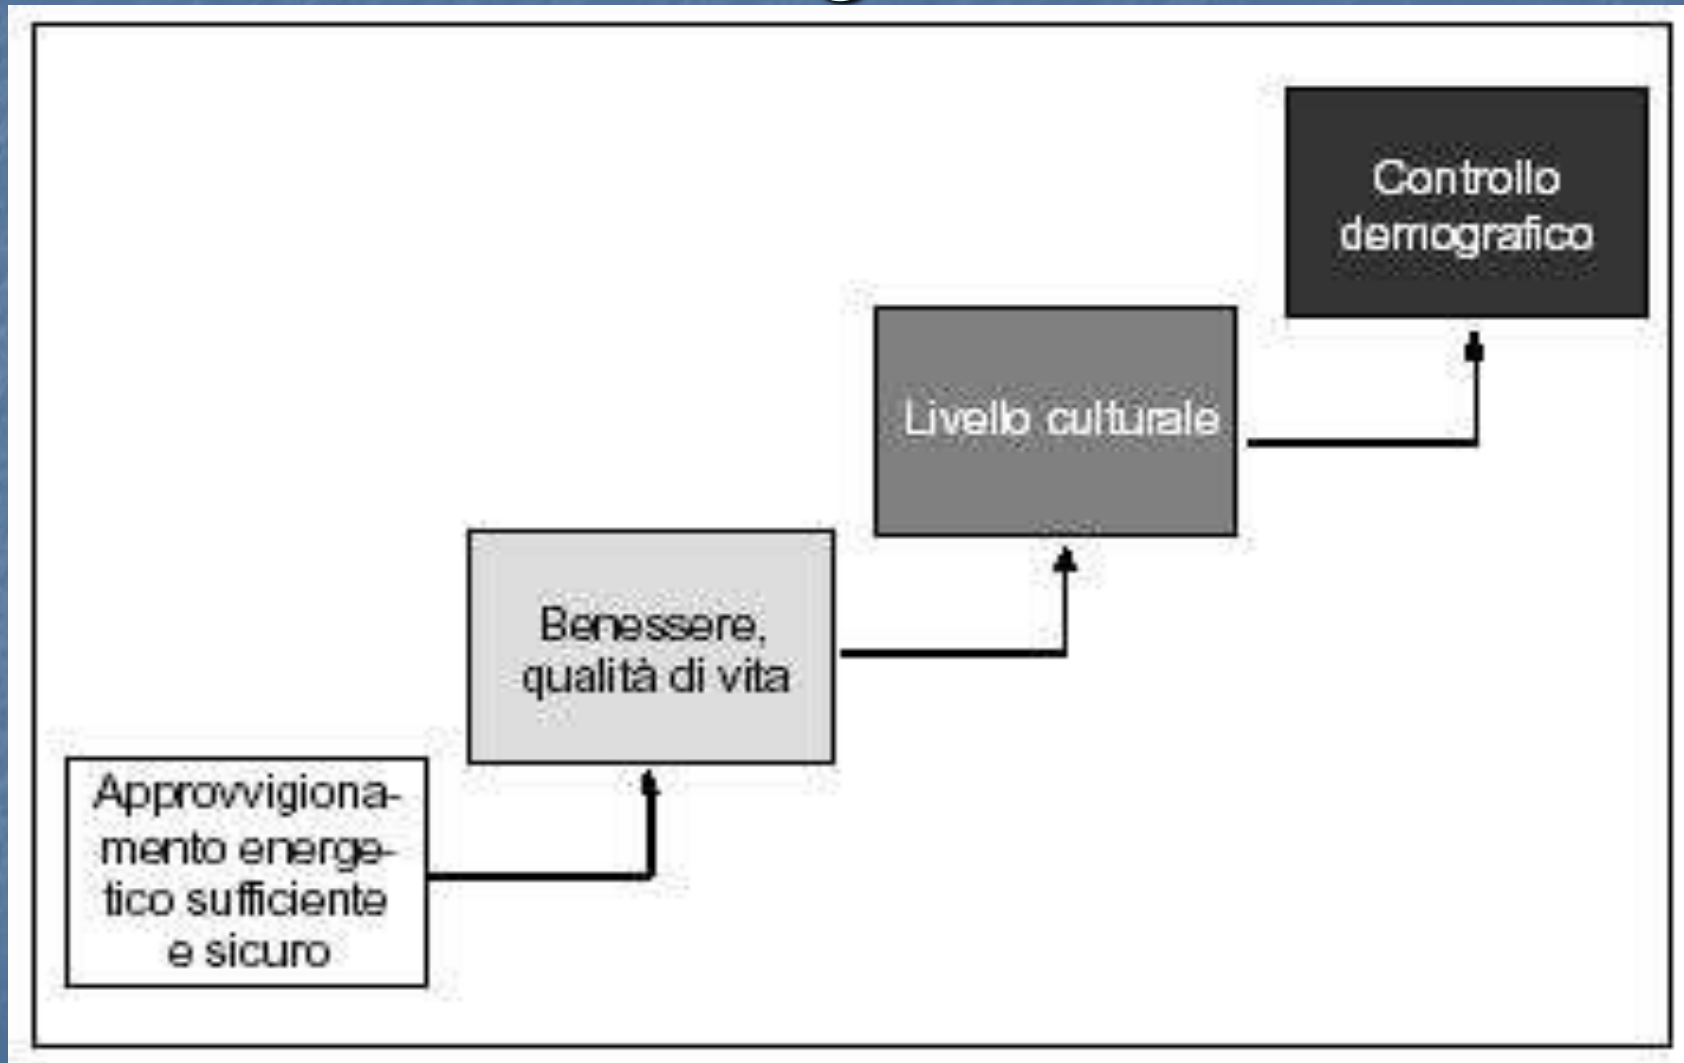 Approvvigiona-
mento energe-
tico sufficiente
e sicuro
Benessere,
qualità di vita
Livello culturale
Controllo
demografico